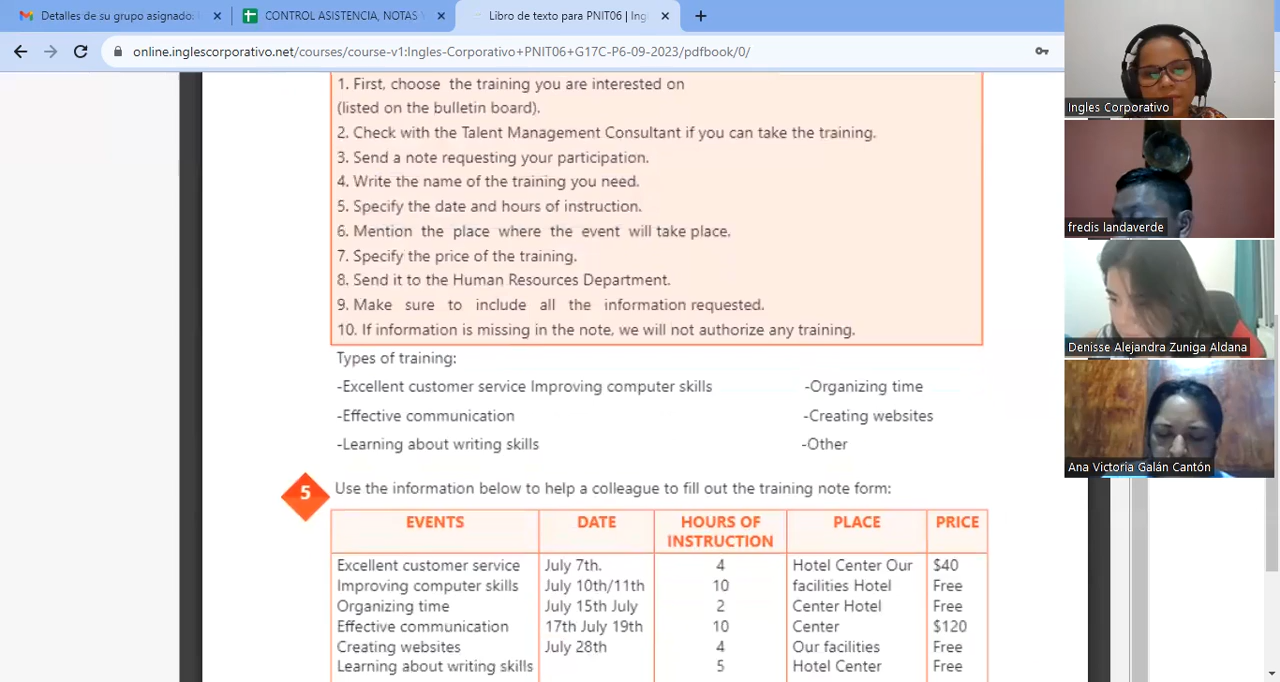 Detalles de su grupo asignado:
CONTROL ASISTENCIA, NOTAS
Libro de texto para PNIT06 | Ing
online.inglescorporativo.net/courses/course-v1:Ingles-Corporativo+PNIT06+G17C-P6-09-2023/pdfbook/0/
1. First, choose the training you are interested on
(listed on the bulletin board).
2. Check with the Talent Management Consultant if you can take the training.
3. Send a note requesting your participation.
4. Write the name of the training you need.
5. Specify the date and hours of instruction.
6. Mention the place where the event will take place.
7. Specify the price of the training.
8. Send it to the Human Resources Department.
9. Make sure to include all the information requested.
10. If information is missing in the note, we will not authorize any training.
Types of training:
-Excellent customer service Improving computer skills -Organizing time
-Effective communication -Creating websites
-Learning about writing skills -Other
5 Use the information below to help a colleague to fill out the training note form:
EVENTS DATE HOURS OF INSTRUCTION PLACE PRICE
Excellent customer service July 7th. 4 Hotel Center Our $40
Improving computer skills July 10th/11th 10 facilities Hotel Free
Organizing time July 15th July 2 Center Hotel Free
Effective communication 17th July 19th 10 Center $120
Creating websites July 28th 4 Our facilities Free
Learning about writing skills 5 Hotel Center Free
Ingles Corporativo
fredis landaverde
Denisse Alejandra Zuniga Aldana
Ana Victoria Galán Cantón